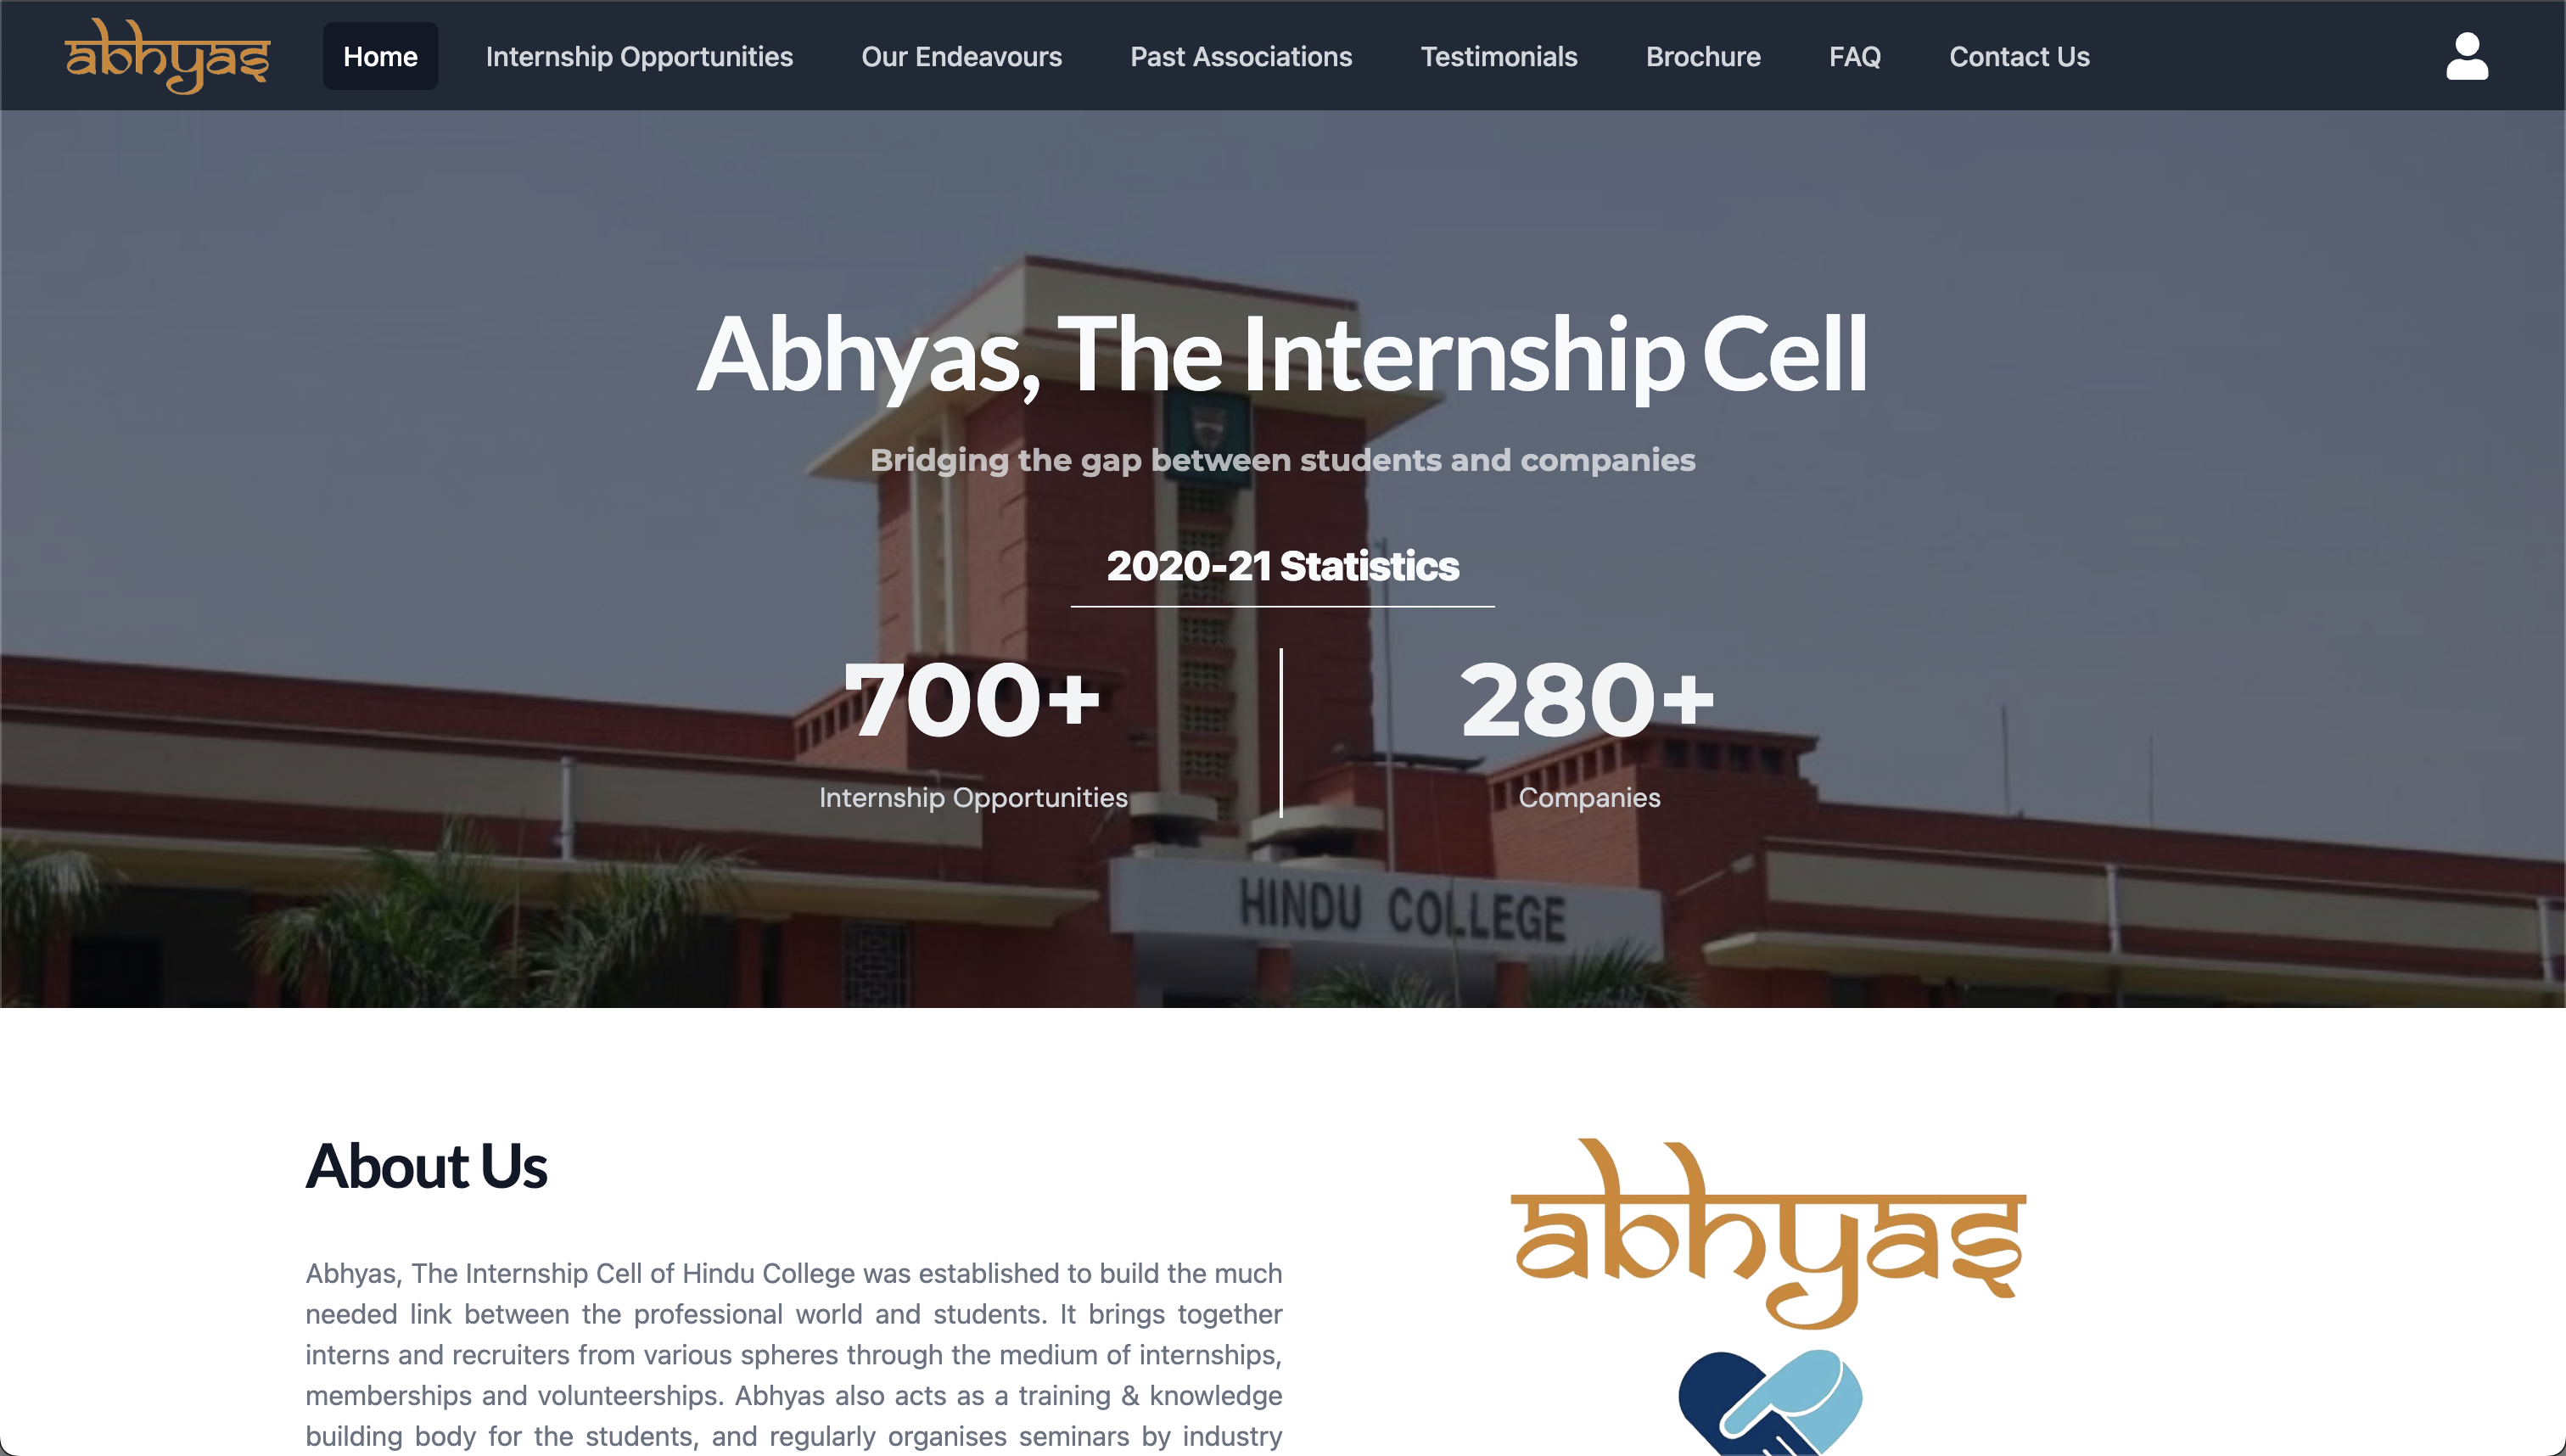 abhyas
Home Internship Opportunities Our Endeavours Past Associations Testimonials Brochure FAQ Contact Us
Abhyas, The Internship Cell
Bridging the gap between students and companies
2020-21 Statistics
700+ 280+
Internship Opportunities Companies
HINDU COLLEGE
About Us
abhyas
Abhyas, The Internship Cell of Hindu College was established to build the much
needed link between the professional world and students. It brings together
interns and recruiters from various spheres through the medium of internships,
memberships and volunteerships. Abhyas also acts as a training & knowledge
building body for the students, and regularly organises seminars by industry